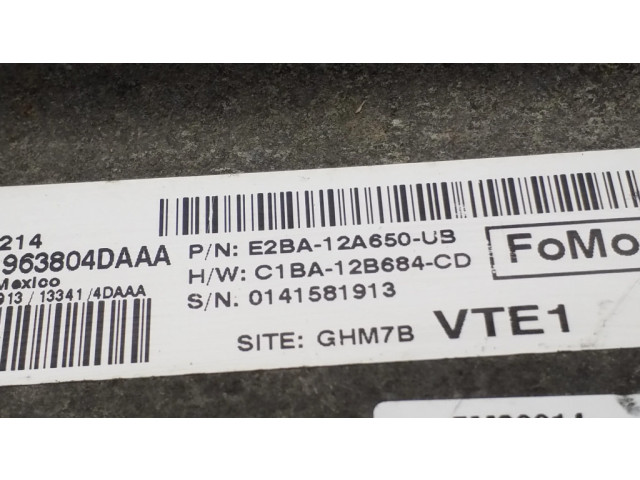 214
963804DAAA
Mexico
913 / 13341 / 4DAAA
P/N: E2BA-12A650-UB
H/W: C1BA-12B684-CD
S/N. 0141581913
FoMo
SITE: GHM7B VTE1